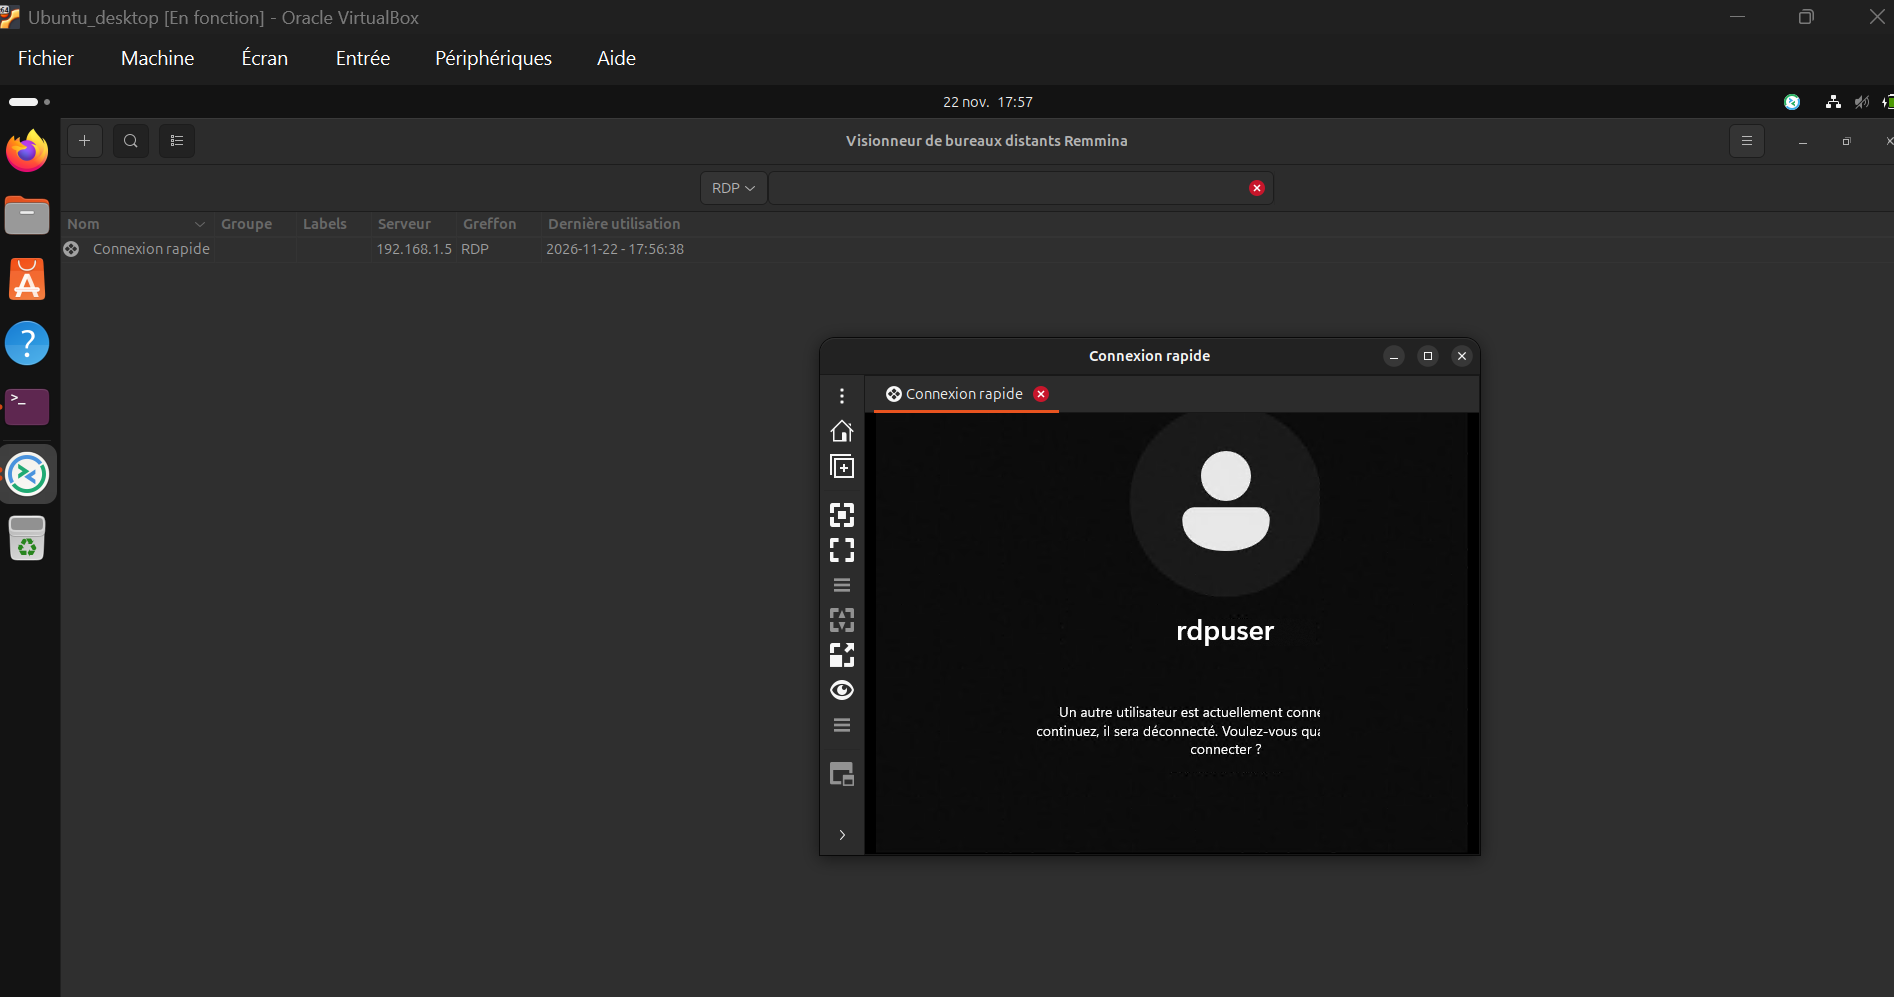 Ubuntu_desktop [En fonction] - Oracle VirtualBox
Fichier Machine Écran Entrée Périphériques Aide
22 nov. 17:57
Visionneur de bureaux distants Remmina
RDP
Nom Groupe Labels Serveur Greffon Dernière utilisation
Connexion rapide 192.168.1.5 RDP 2026-11-22 - 17:56:38
Connexion rapide
Connexion rapide
rdpuser
Un autre utilisateur est actuellement conne
continuez, il sera déconnecté. Voulez-vous qua
connecter ?